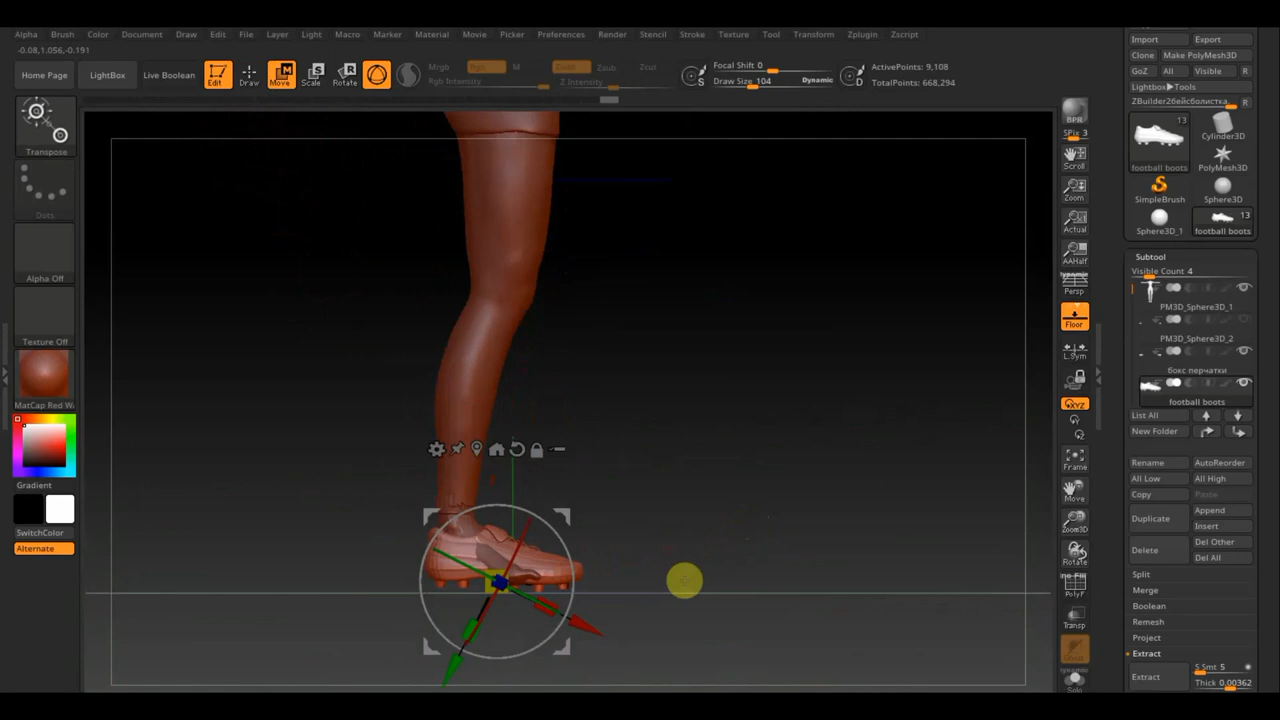 Alpha Brush Color Document Draw Edit File Layer Light Macro Marker Material Movie Picker Preferences Render Stencil Stroke Texture Tool Transform Zplugin Zscript
-0.08,1.056,-0.191
Home Page
LightBox
Live Boolean
Edit
Draw
Move
Scale
Rotate
Mrgb
Rgb
M
Rgb Intensity
Zadd
Zsub
Zcut
Z Intensity
S
Focal Shift 0
Draw Size 104
Dynamic
D
ActivePoints: 9,108
TotalPoints: 668,294
Transpose
Dots
Alpha Off
Texture Off
MatCap Red W
Gradient
SwitchColor
Alternate
BPR
SPix 3
Scroll
Zoom
Actual
AAHalf
Persp
Floor
L.Sym
XYZ
Y
Z
Frame
Move
Zoom3D
Rotate
PolyF
Transp
Solo
Import
Export
Clone
Make PolyMesh3D
GoZ
All
Visible
R
Lightbox▶Tools
ZBuilder2бейсболистка.
R
13
football boots
Cylinder3D
PolyMesh3D
SimpleBrush
Sphere3D
Sphere3D_1
13
football boots
Subtool
Visible Count 4
PM3D_Sphere3D_1
PM3D_Sphere3D_2
бокс перчатки
football boots
List All
New Folder
Rename
AutoReorder
All Low
All High
Copy
Paste
Duplicate
Append
Insert
Delete
Del Other
Del All
Split
Merge
Boolean
Remesh
Project
Extract
Extract
S Smt 5
Thick 0.00362